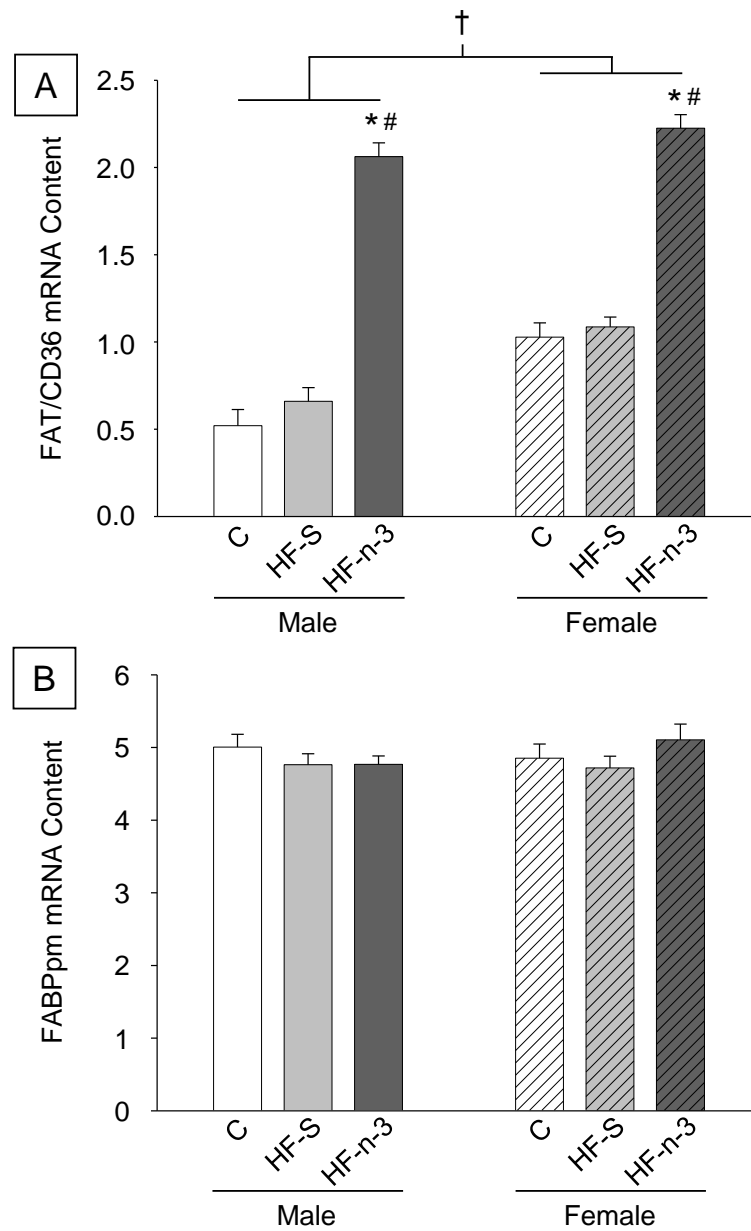 †
A
2.5
2.0
1.5
1.0
0.5
0.0
FAT/CD36 mRNA Content
*#
*#
C
HF-S
HF-n-3
C
HF-S
HF-n-3
Male
Female
B
6
5
4
3
2
1
0
FABPpm mRNA Content
C
HF-S
HF-n-3
C
HF-S
HF-n-3
Male
Female